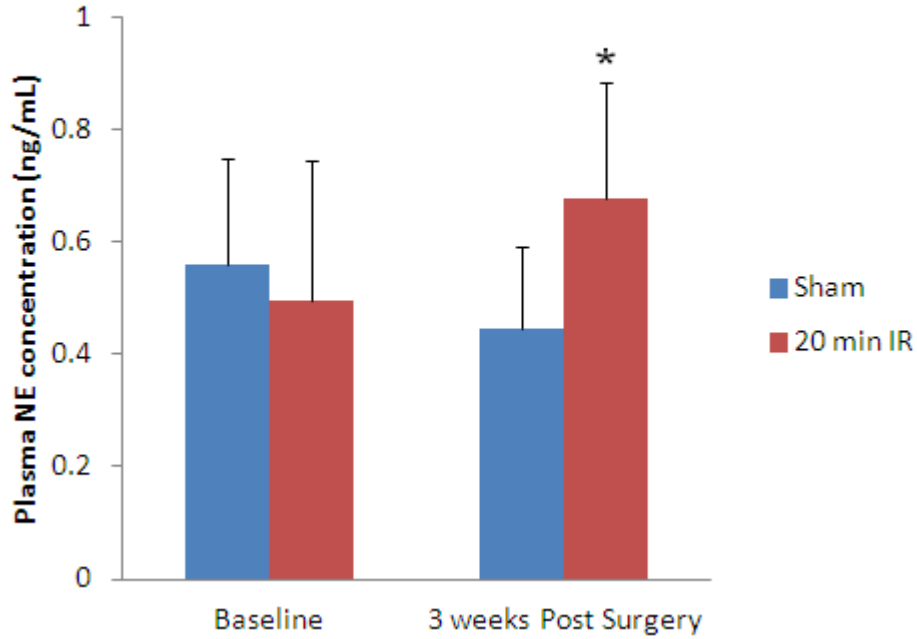 Plasma NE concentration (ng/mL)
1
0.8
0.6
0.4
0.2
0
*
Baseline
3 weeks Post Surgery
Sham
20 min IR